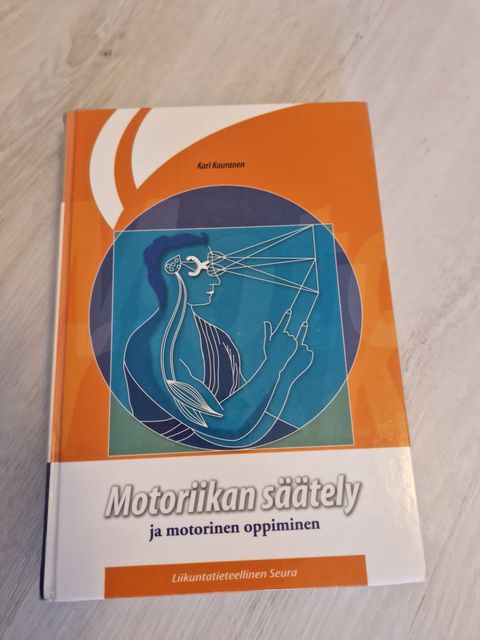 Kari Kauranen
Motoriikan säätely
ja motorinen oppiminen
Liikuntatieteellinen Seura